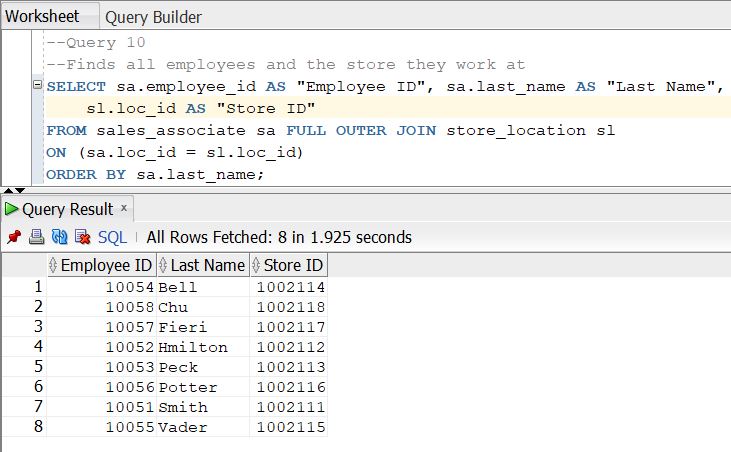 Worksheet Query Builder
--Query 10
--Finds all employees and the store they work at
SELECT sa.employee_id AS "Employee ID", sa.last_name AS "Last Name",
sl.loc_id AS "Store ID"
FROM sales_associate sa FULL OUTER JOIN store_location sl
ON (sa.loc_id = sl.loc_id)
ORDER BY sa.last_name;
Query Result ×
SQL | All Rows Fetched: 8 in 1.925 seconds
Employee ID Last Name Store ID
1 10054 Bell 1002114
2 10058 Chu 1002118
3 10057 Fieri 1002117
4 10052 Hmilton 1002112
5 10053 Peck 1002113
6 10056 Potter 1002116
7 10051 Smith 1002111
8 10055 Vader 1002115